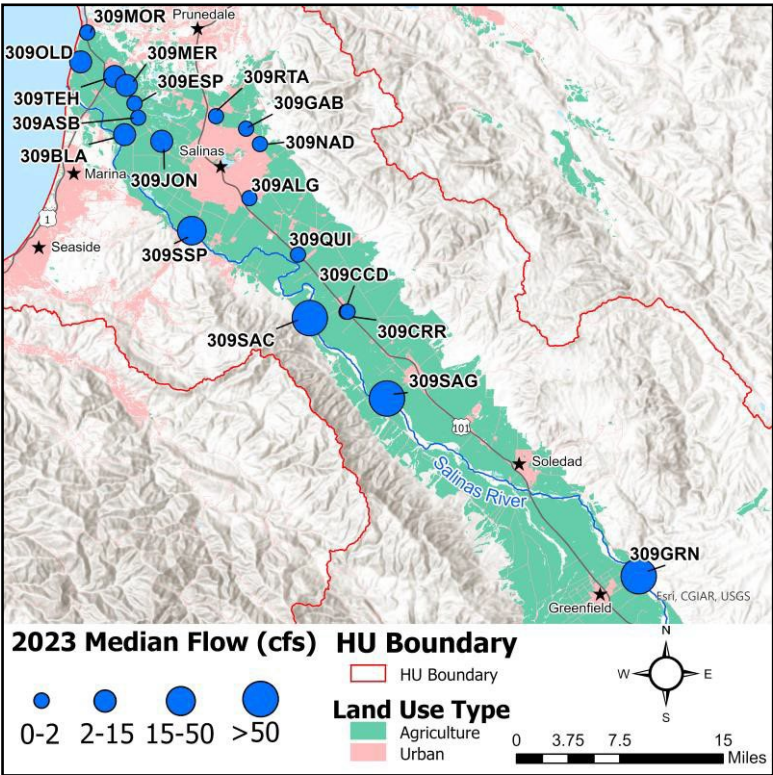 309MOR
Prunedale
309OLD
309MER
309ESP
309TEH
309RTA
309GAB
309ASB
309NAD
309BLA
Salinas
Marina
309JON
309ALG
1
Seaside
309SSP
309QUI
309CCD
309CRR
309SAC
309SAG
101
Salinas River
Soledad
309GRN
Greenfield
Esri, CGIAR, USGS
2023 Median Flow (cfs)
0-2
2-15
15-50
>50
HU Boundary
HU Boundary
Land Use Type
Agriculture
Urban
N
W
E
S
0
3.75
7.5
15
Miles